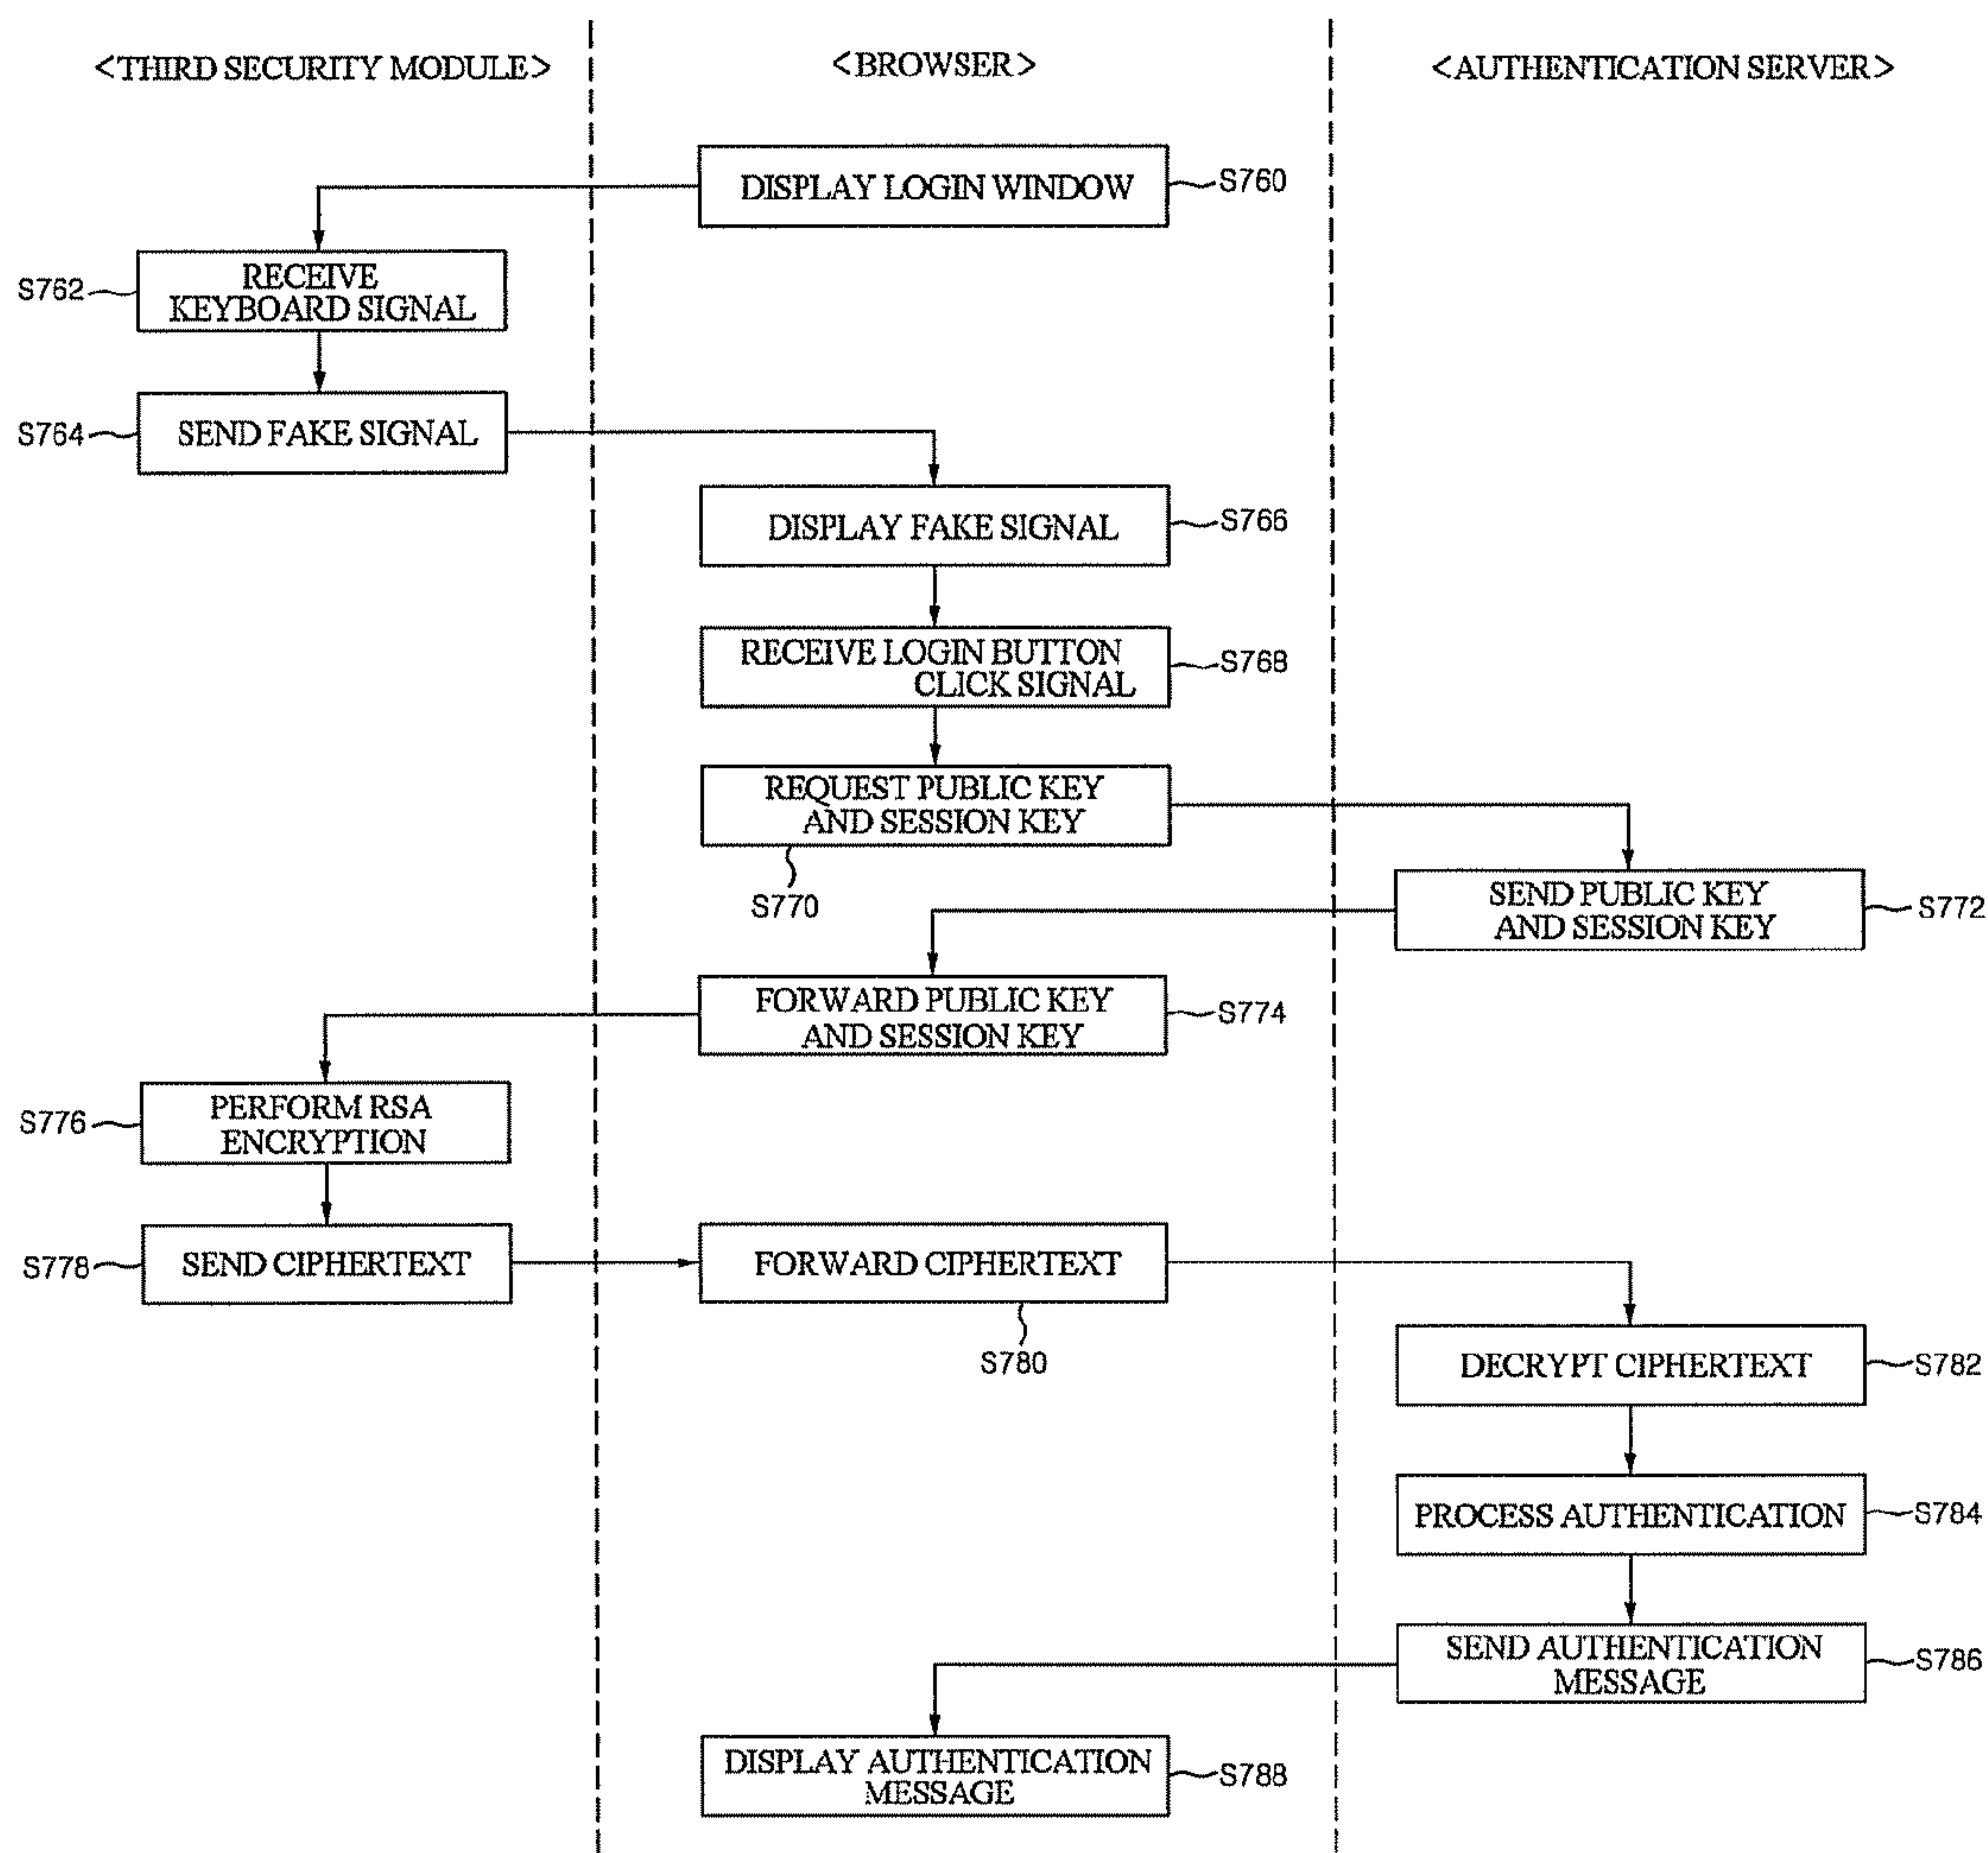 <THIRD SECURITY MODULE>
<BROWSER>
<AUTHENTICATION SERVER>
DISPLAY LOGIN WINDOW
S760
S762
RECEIVE
KEYBOARD SIGNAL
S764
SEND FAKE SIGNAL
DISPLAY FAKE SIGNAL
S766
RECEIVE LOGIN BUTTON
CLICK SIGNAL
S768
REQUEST PUBLIC KEY
AND SESSION KEY
S770
SEND PUBLIC KEY
AND SESSION KEY
S772
FORWARD PUBLIC KEY
AND SESSION KEY
S774
S776
PERFORM RSA
ENCRYPTION
S778
SEND CIPHERTEXT
FORWARD CIPHERTEXT
S780
DECRYPT CIPHERTEXT
S782
PROCESS AUTHENTICATION
S784
SEND AUTHENTICATION
MESSAGE
S786
DISPLAY AUTHENTICATION
MESSAGE
S788